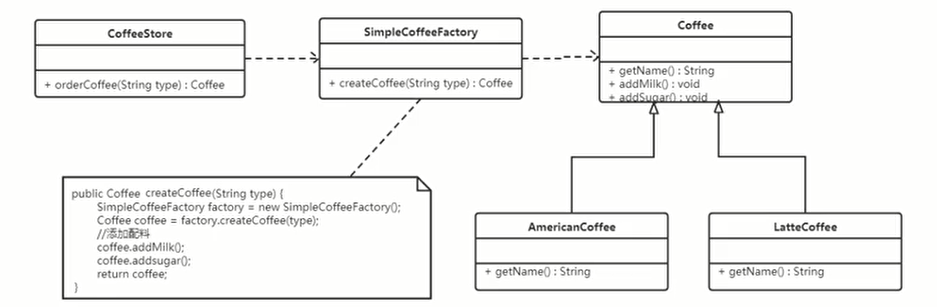 CoffeeStore
+ orderCoffee(String type) : Coffee
SimpleCoffeeFactory
+ createCoffee(String type) : Coffee
Coffee
+ getName() : String
+ addMilk() : void
+ addSugar() : void
public Coffee createCoffee(String type) {
SimpleCoffeeFactory factory = new SimpleCoffeeFactory();
Coffee coffee = factory.createCoffee(type);
//添加配料
coffee.addMilk();
coffee.addsugar();
return coffee;
}
AmericanCoffee
+ getName() : String
LatteCoffee
+ getName() : String